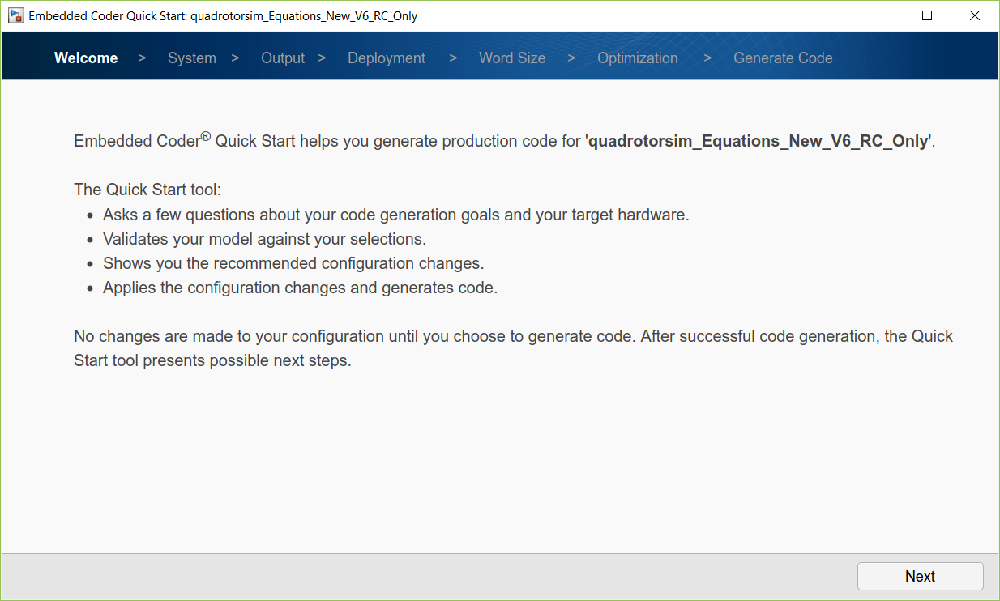 Embedded Coder Quick Start: quadrotorsim_Equations_New_V6_RC_Only
Welcome > System > Output > Deployment > Word Size > Optimization > Generate Code
Embedded Coder® Quick Start helps you generate production code for 'quadrotorsim_Equations_New_V6_RC_Only'.
The Quick Start tool:
• Asks a few questions about your code generation goals and your target hardware.
• Validates your model against your selections.
• Shows you the recommended configuration changes.
• Applies the configuration changes and generates code.
No changes are made to your configuration until you choose to generate code. After successful code generation, the Quick
Start tool presents possible next steps.
Next